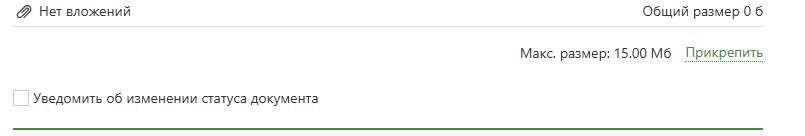 Нет вложений Общий размер 0 б
Макс. размер: 15.00 Мб Прикрепить
Уведомить об изменении статуса документа